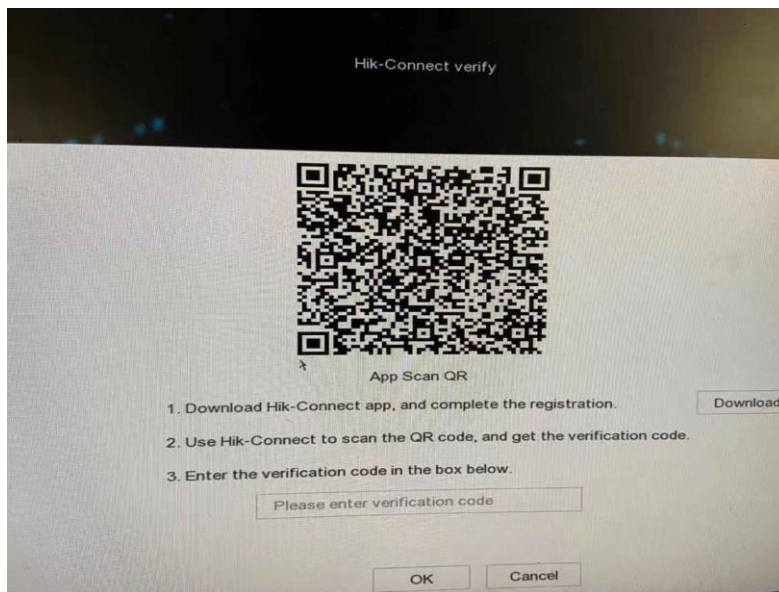 Hik-Connect verify
App Scan QR
1. Download Hik-Connect app, and complete the registration.
Download
2. Use Hik-Connect to scan the QR code, and get the verification code.
3. Enter the verification code in the box below.
Please enter verification code
OK
Cancel